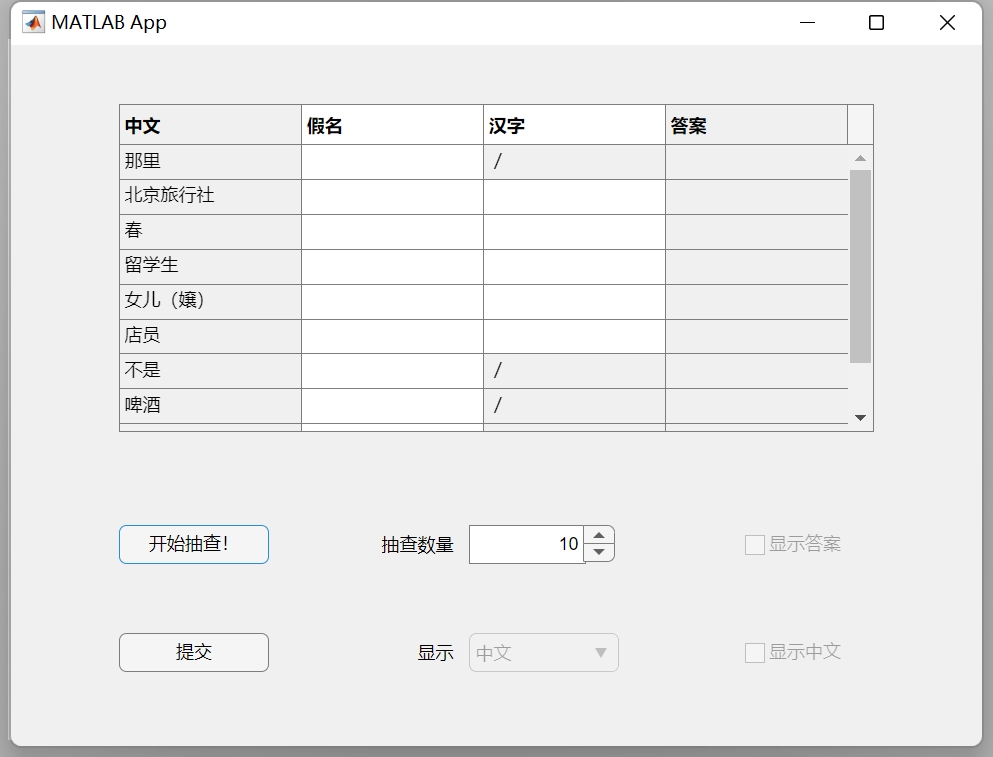 MATLAB App
中文 假名 汉字 答案
那里 /
北京旅行社
春
留学生
女儿（嬢）
店员
不是 /
啤酒 /
开始抽查！ 抽查数量 10 显示答案
提交 显示 中文 显示中文